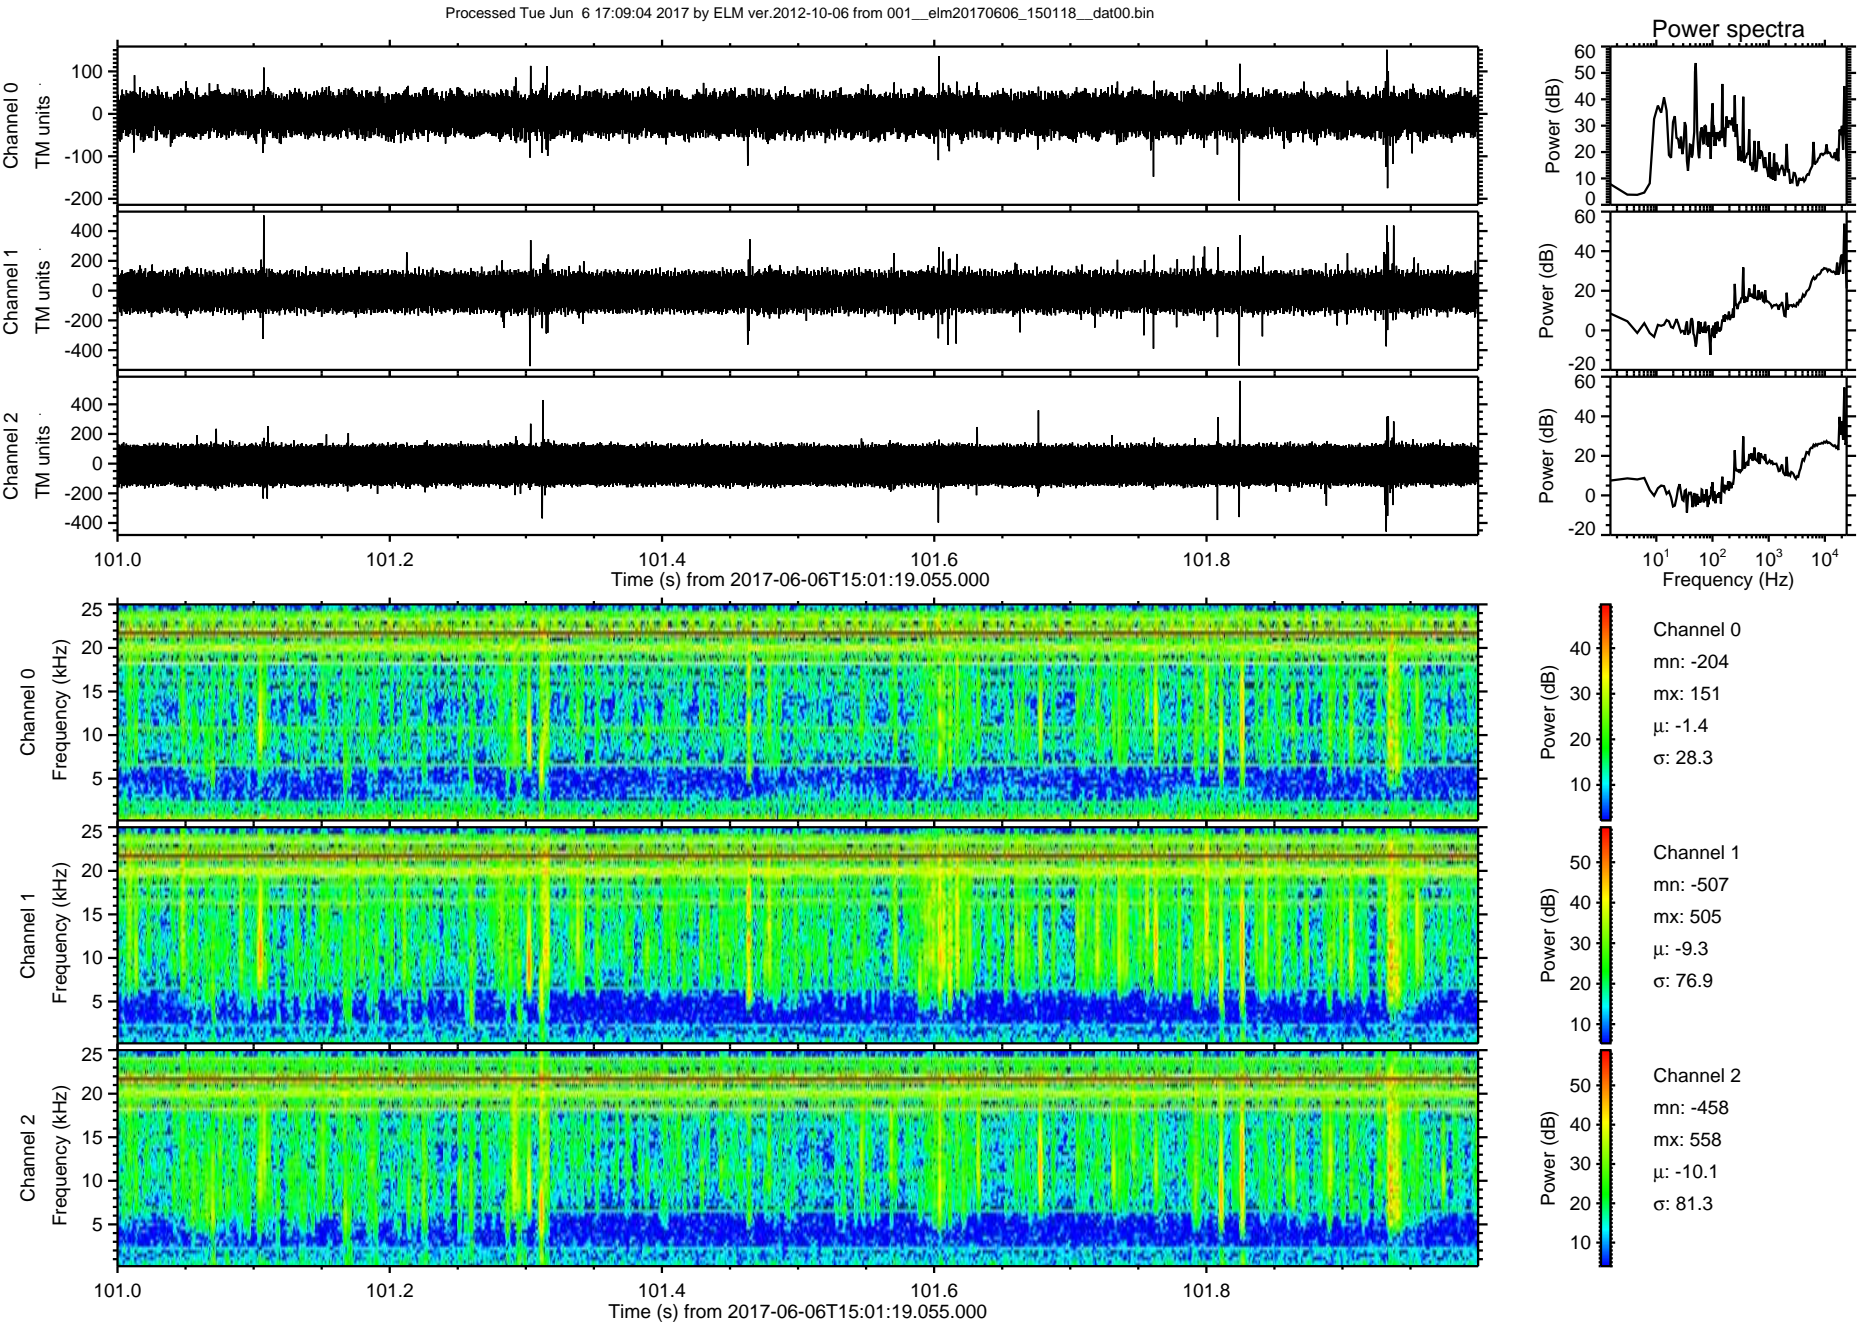 Processed Tue Jun  6 17:09:04 2017 by ELM ver.2012-10-06 from 001__elm20170606_150118__dat00.bin
Power spectra
Channel 0
TM units
100
0
-100
-200
Power (dB)
60
50
40
30
20
10
0
Channel 1
TM units
400
200
0
-200
-400
Power (dB)
60
40
20
0
-20
Channel 2
TM units
400
200
0
-200
-400
Power (dB)
60
40
20
0
-20
101.0 101.2 101.4 101.6 101.8
Time (s) from 2017-06-06T15:01:19.055.000
10¹ 10² 10³ 10⁴
Frequency (Hz)
Channel 0
Frequency (kHz)
25
20
15
10
5
Power (dB)
40
30
20
10
Channel 0
mn: -204
mx: 151
μ: -1.4
σ: 28.3
Channel 1
Frequency (kHz)
25
20
15
10
5
Power (dB)
50
40
30
20
10
Channel 1
mn: -507
mx: 505
μ: -9.3
σ: 76.9
Channel 2
Frequency (kHz)
25
20
15
10
5
Power (dB)
50
40
30
20
10
Channel 2
mn: -458
mx: 558
μ: -10.1
σ: 81.3
101.0 101.2 101.4 101.6 101.8
Time (s) from 2017-06-06T15:01:19.055.000